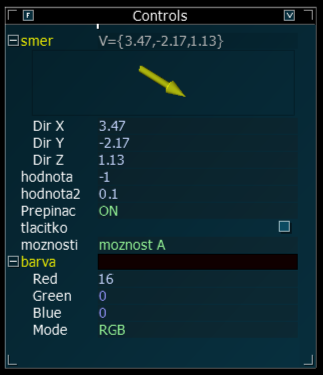 Controls
smer V={3.47,-2.17,1.13}
Dir X 3.47
Dir Y -2.17
Dir Z 1.13
hodnota -1
hodnota2 0.1
Prepinac ON
tlacitko
moznosti moznost A
barva
Red 16
Green 0
Blue 0
Mode RGB